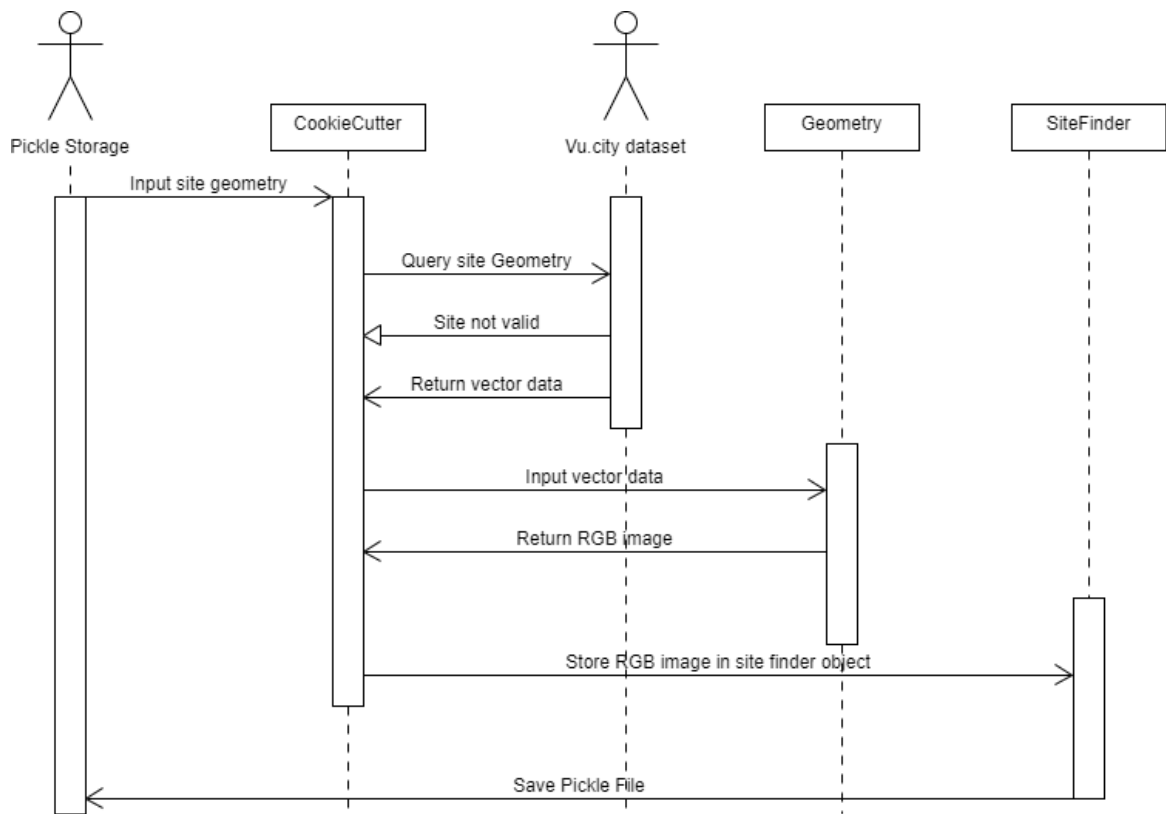 Pickle Storage
CookieCutter
Vu.city dataset
Geometry
SiteFinder
Input site geometry
Query site Geometry
Site not valid
Return vector data
Input vector data
Return RGB image
Store RGB image in site finder object
Save Pickle File